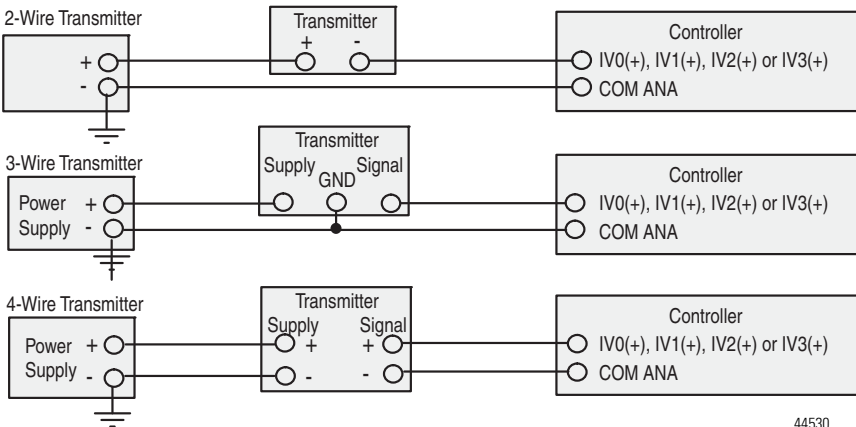 2-Wire Transmitter
+
-
Transmitter
+ -
Controller
IV0(+), IV1(+), IV2(+) or IV3(+)
COM ANA
3-Wire Transmitter
Power +
Supply -
Transmitter
Supply GND Signal
Controller
IV0(+), IV1(+), IV2(+) or IV3(+)
COM ANA
4-Wire Transmitter
Power +
Supply -
Transmitter
Supply Signal
+ +
- -
Controller
IV0(+), IV1(+), IV2(+) or IV3(+)
COM ANA
44530